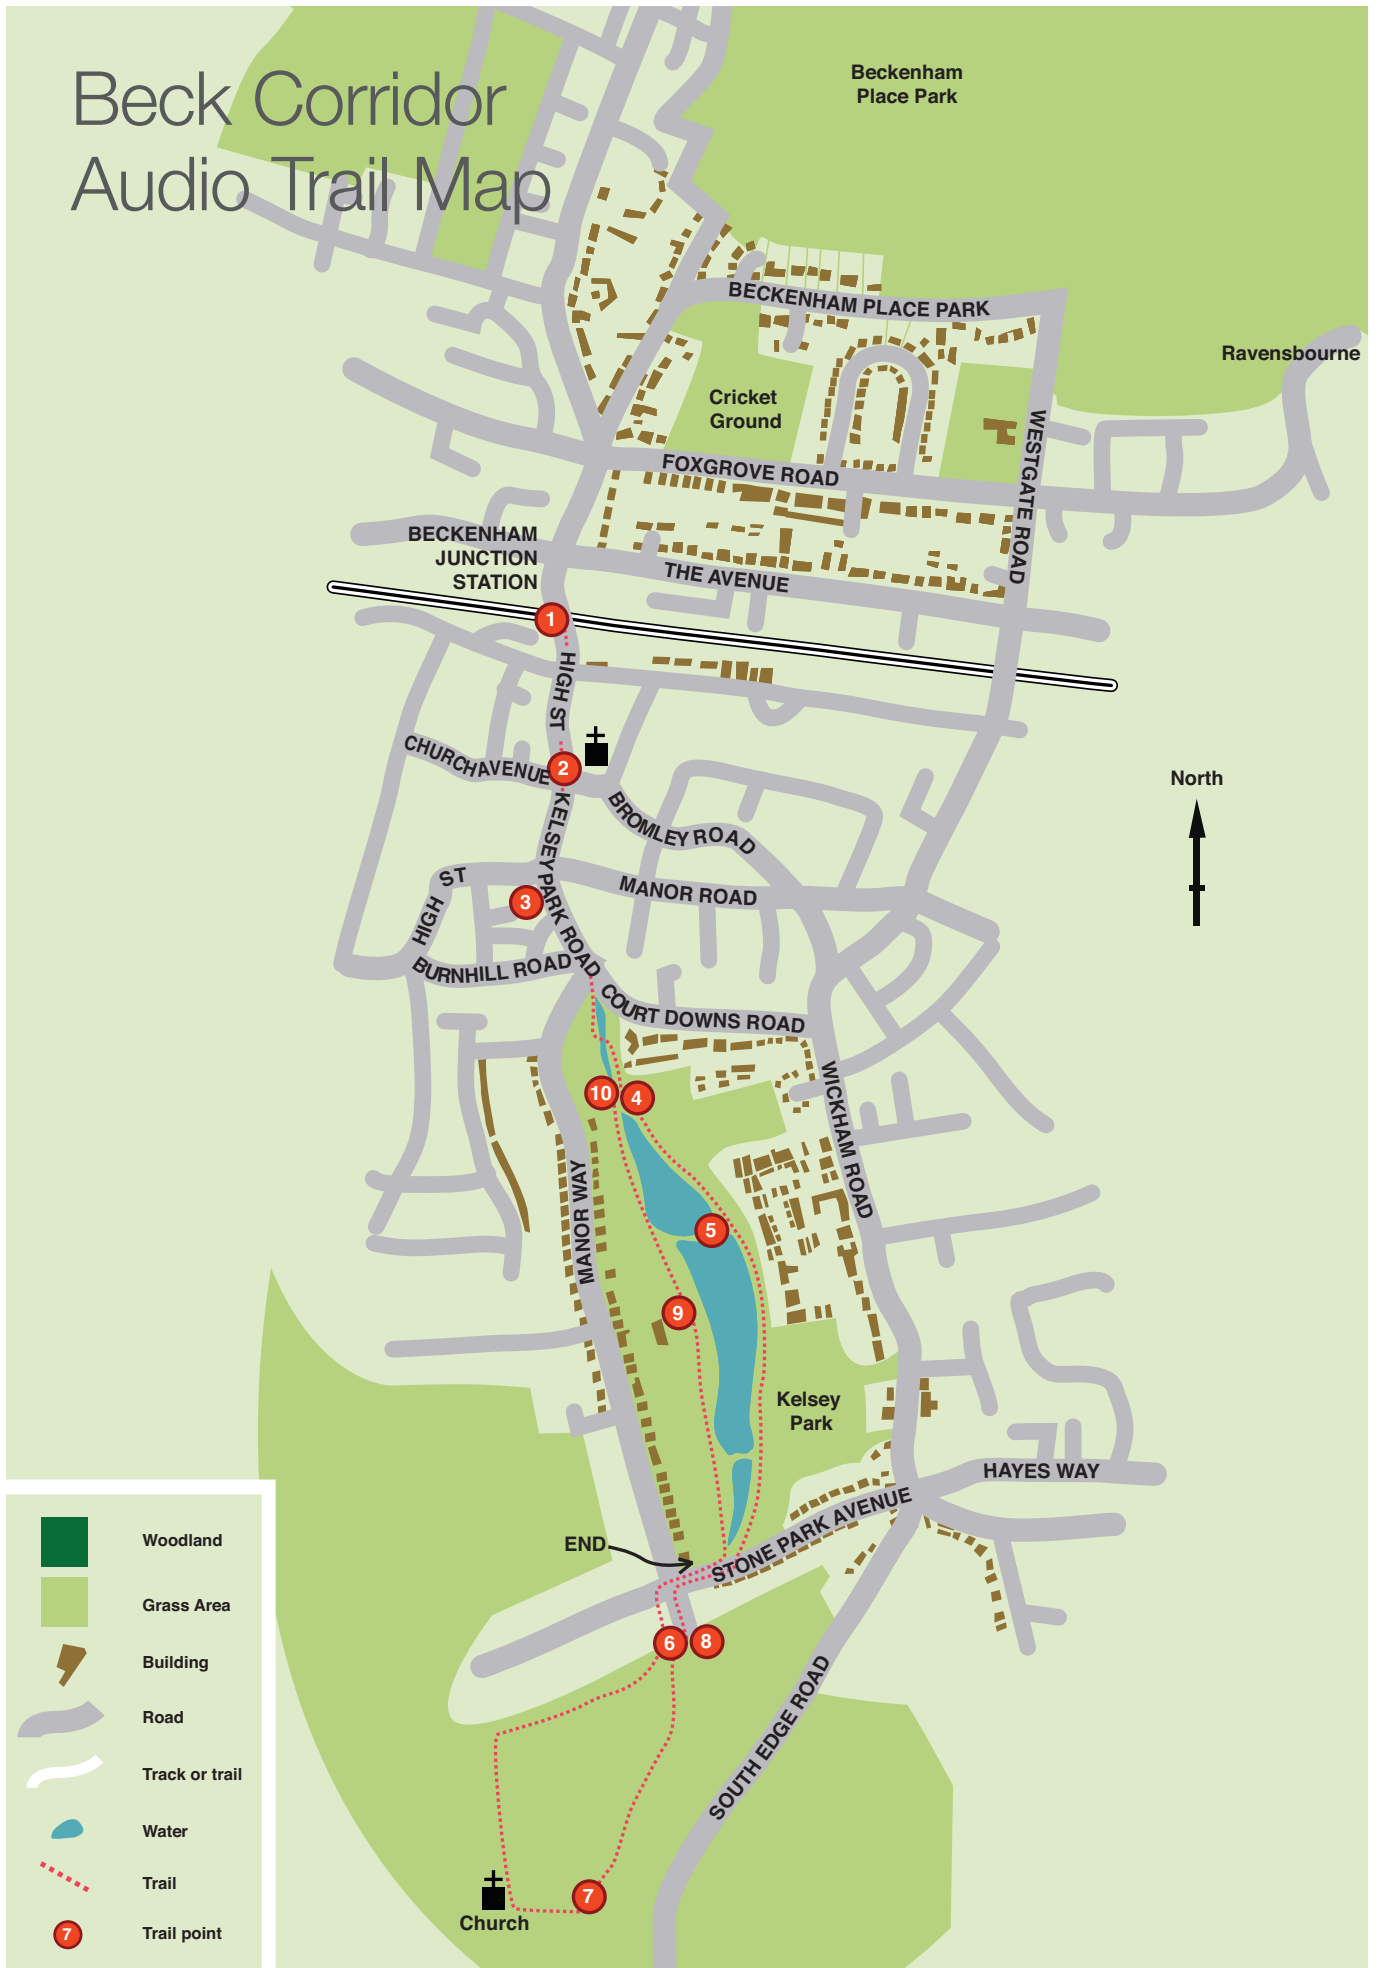 Beck Corridor
Audio Trail Map
Beckenham
Place Park
BECKENHAM PLACE PARK
Ravensbourne
Cricket
Ground
WESTGATE ROAD
FOXGROVE ROAD
BECKENHAM
JUNCTION
STATION
THE AVENUE
1
HIGH ST
CHURCH AVENUE
2
North
KELSEY PARK ROAD
BROMLEY ROAD
HIGH ST
MANOR ROAD
3
BURNHILL ROAD
COURT DOWNS ROAD
10
4
WICKHAM ROAD
MANOR WAY
5
9
Kelsey
Park
HAYES WAY
STONE PARK AVENUE
END
6
8
SOUTH EDGE ROAD
7
Church
Woodland
Grass Area
Building
Road
Track or trail
Water
Trail
7
Trail point